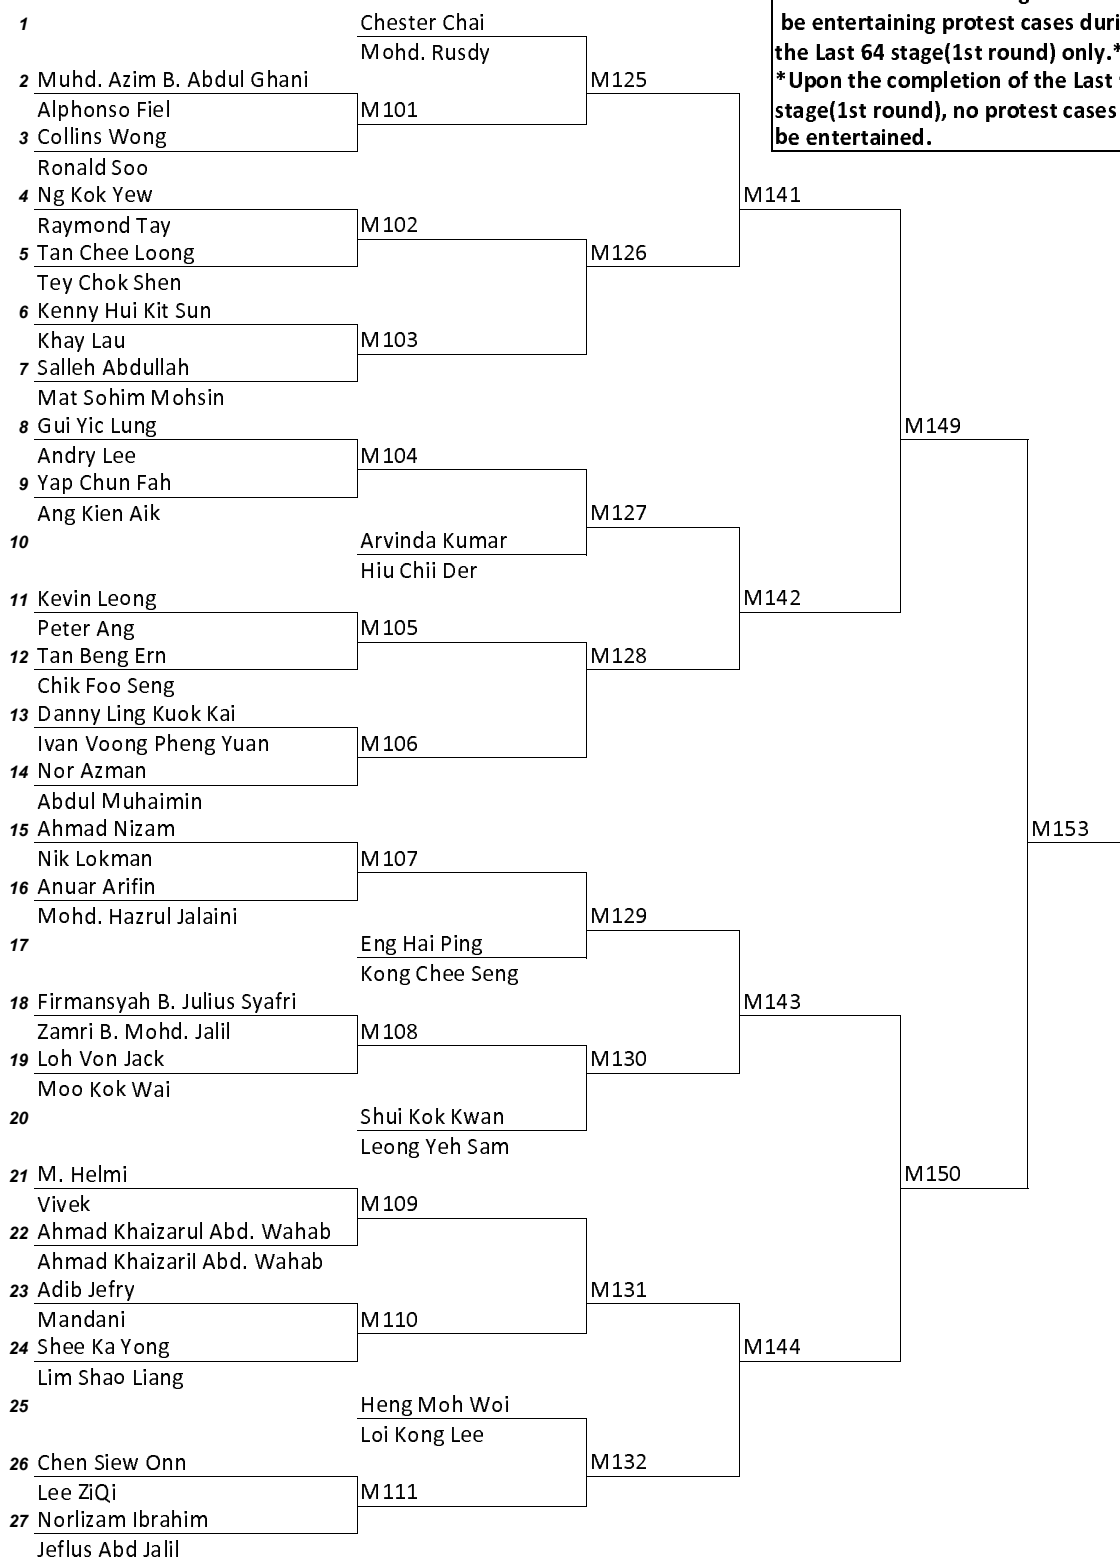 be entertaining protest cases duri
the Last 64 stage(1st round) only.*
*Upon the completion of the Last
stage(1st round), no protest cases
be entertained.
1 Chester Chai
Mohd. Rusdy
2 Muhd. Azim B. Abdul Ghani
M125
Alphonso Fiel
M101
3 Collins Wong
Ronald Soo
4 Ng Kok Yew
M141
Raymond Tay
M102
5 Tan Chee Loong
M126
Tey Chok Shen
6 Kenny Hui Kit Sun
Khay Lau
M103
7 Salleh Abdullah
Mat Sohim Mohsin
8 Gui Yic Lung
M149
Andry Lee
M104
9 Yap Chun Fah
Ang Kien Aik
M127
10 Arvinda Kumar
Hiu Chii Der
11 Kevin Leong
M142
Peter Ang
M105
12 Tan Beng Ern
M128
Chik Foo Seng
13 Danny Ling Kuok Kai
Ivan Voong Pheng Yuan
M106
14 Nor Azman
Abdul Muhaimin
15 Ahmad Nizam
M153
Nik Lokman
M107
16 Anuar Arifin
Mohd. Hazrul Jalaini
M129
17 Eng Hai Ping
Kong Chee Seng
18 Firmansyah B. Julius Syafri
M143
Zamri B. Mohd. Jalil
M108
19 Loh Von Jack
M130
Moo Kok Wai
20 Shui Kok Kwan
Leong Yeh Sam
21 M. Helmi
M150
Vivek
M109
22 Ahmad Khaizarul Abd. Wahab
Ahmad Khaizaril Abd. Wahab
23 Adib Jefry
M131
Mandani
M110
24 Shee Ka Yong
M144
Lim Shao Liang
25 Heng Moh Woi
Loi Kong Lee
26 Chen Siew Onn
M132
Lee ZiQi
M111
27 Norlizam Ibrahim
Jeflus Abd Jalil